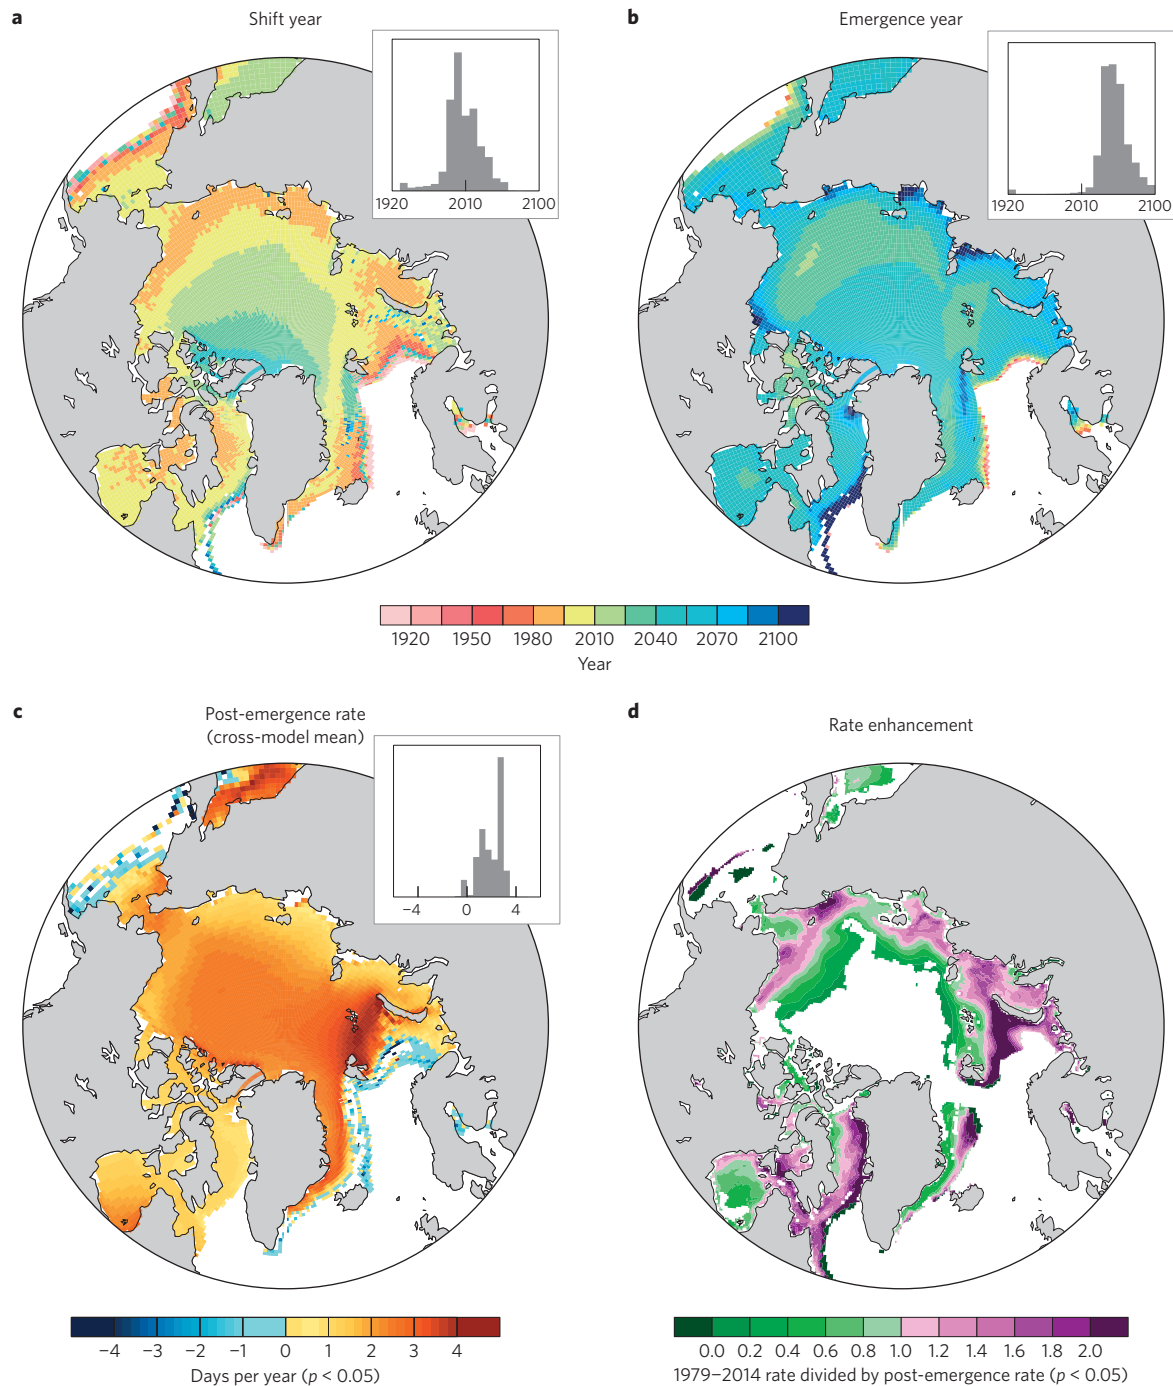 a
Shift year
1920 2010 2100
b
Emergence year
1920 2010 2100
1920 1950 1980 2010 2040 2070 2100
Year
c
Post-emergence rate
(cross-model mean)
−4 0 4
−4 −3 −2 −1 0 1 2 3 4
Days per year (p < 0.05)
d
Rate enhancement
0.0 0.2 0.4 0.6 0.8 1.0 1.2 1.4 1.6 1.8 2.0
1979–2014 rate divided by post-emergence rate (p < 0.05)